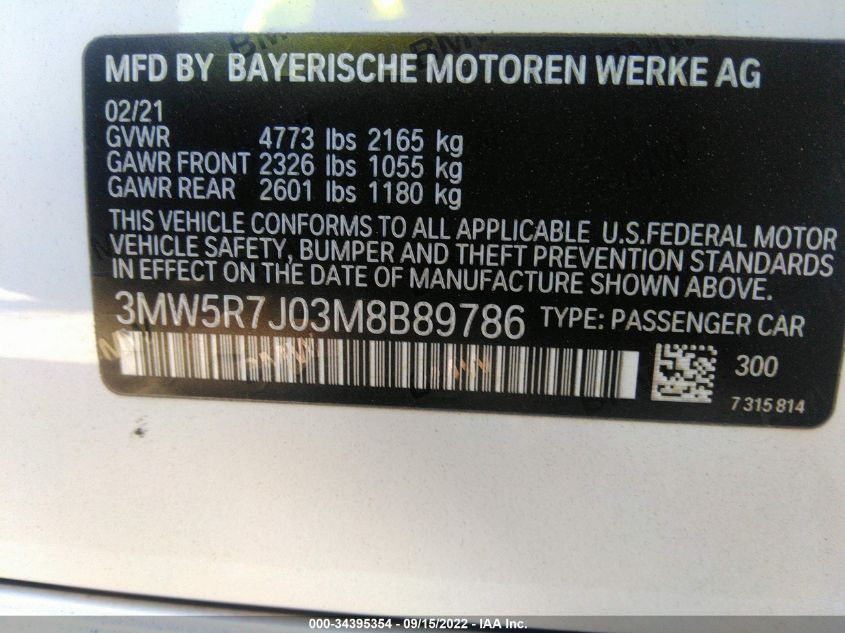 MFD BY BAYERISCHE MOTOREN WERKE AG
02/21
GVWR 4773 lbs 2165 kg
GAWR FRONT 2326 lbs 1055 kg
GAWR REAR 2601 lbs 1180 kg
THIS VEHICLE CONFORMS TO ALL APPLICABLE U.S.FEDERAL MOTOR
VEHICLE SAFETY, BUMPER AND THEFT PREVENTION STANDARDS
IN EFFECT ON THE DATE OF MANUFACTURE SHOWN ABOVE.
3MW5R7J03M8B89786 TYPE: PASSENGER CAR
300
7315814
000-34395354 - 09/15/2022 - IAA Inc.